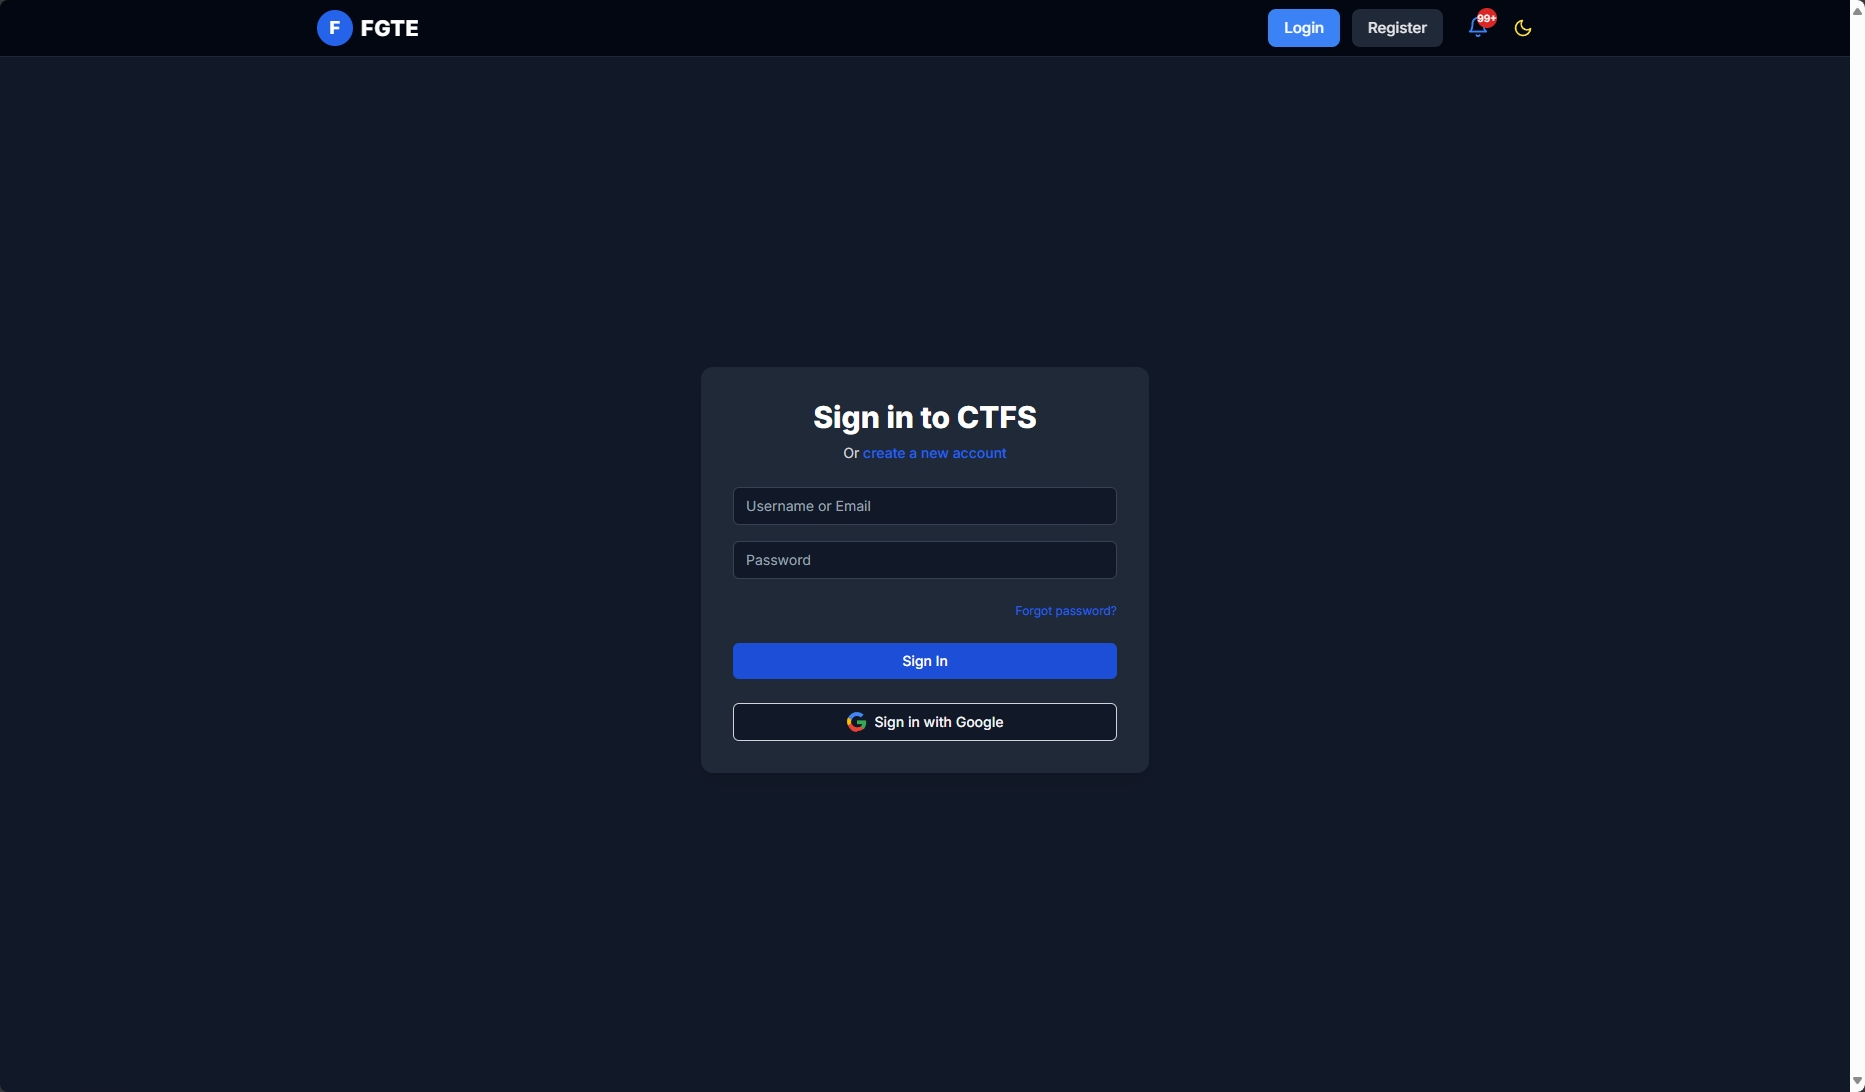 F FGTE
Login
Register
99+
Sign in to CTFS
Or create a new account
Username or Email
Password
Forgot password?
Sign In
Sign in with Google